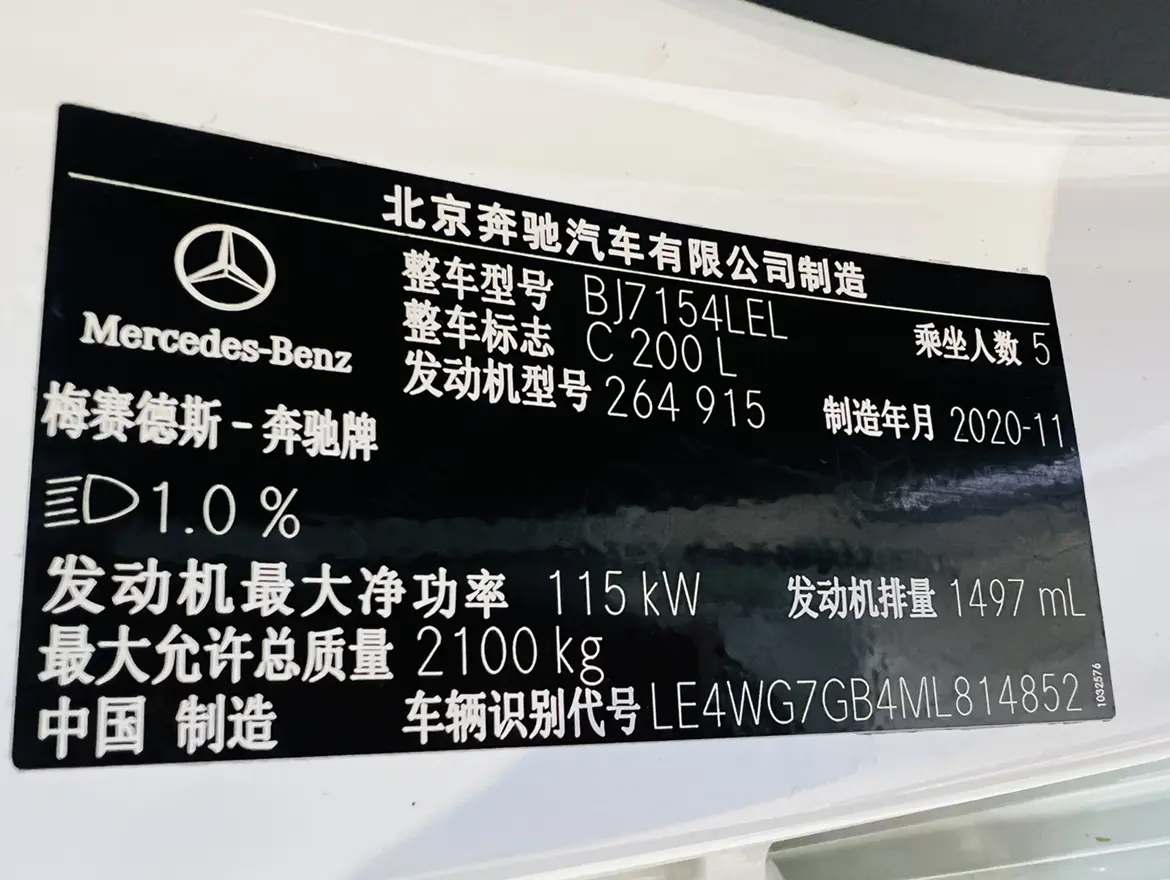 北京奔驰汽车有限公司制造
Mercedes-Benz
梅赛德斯-奔驰牌
整车型号 BJ7154LEL
整车标志 C 200 L 乘坐人数 5
发动机型号 264 915 制造年月 2020-11
1.0 %
发动机最大净功率 115 kW 发动机排量 1497 mL
最大允许总质量 2100 kg
中国 制造 车辆识别代号 LE4WG7GB4ML814852
1032576